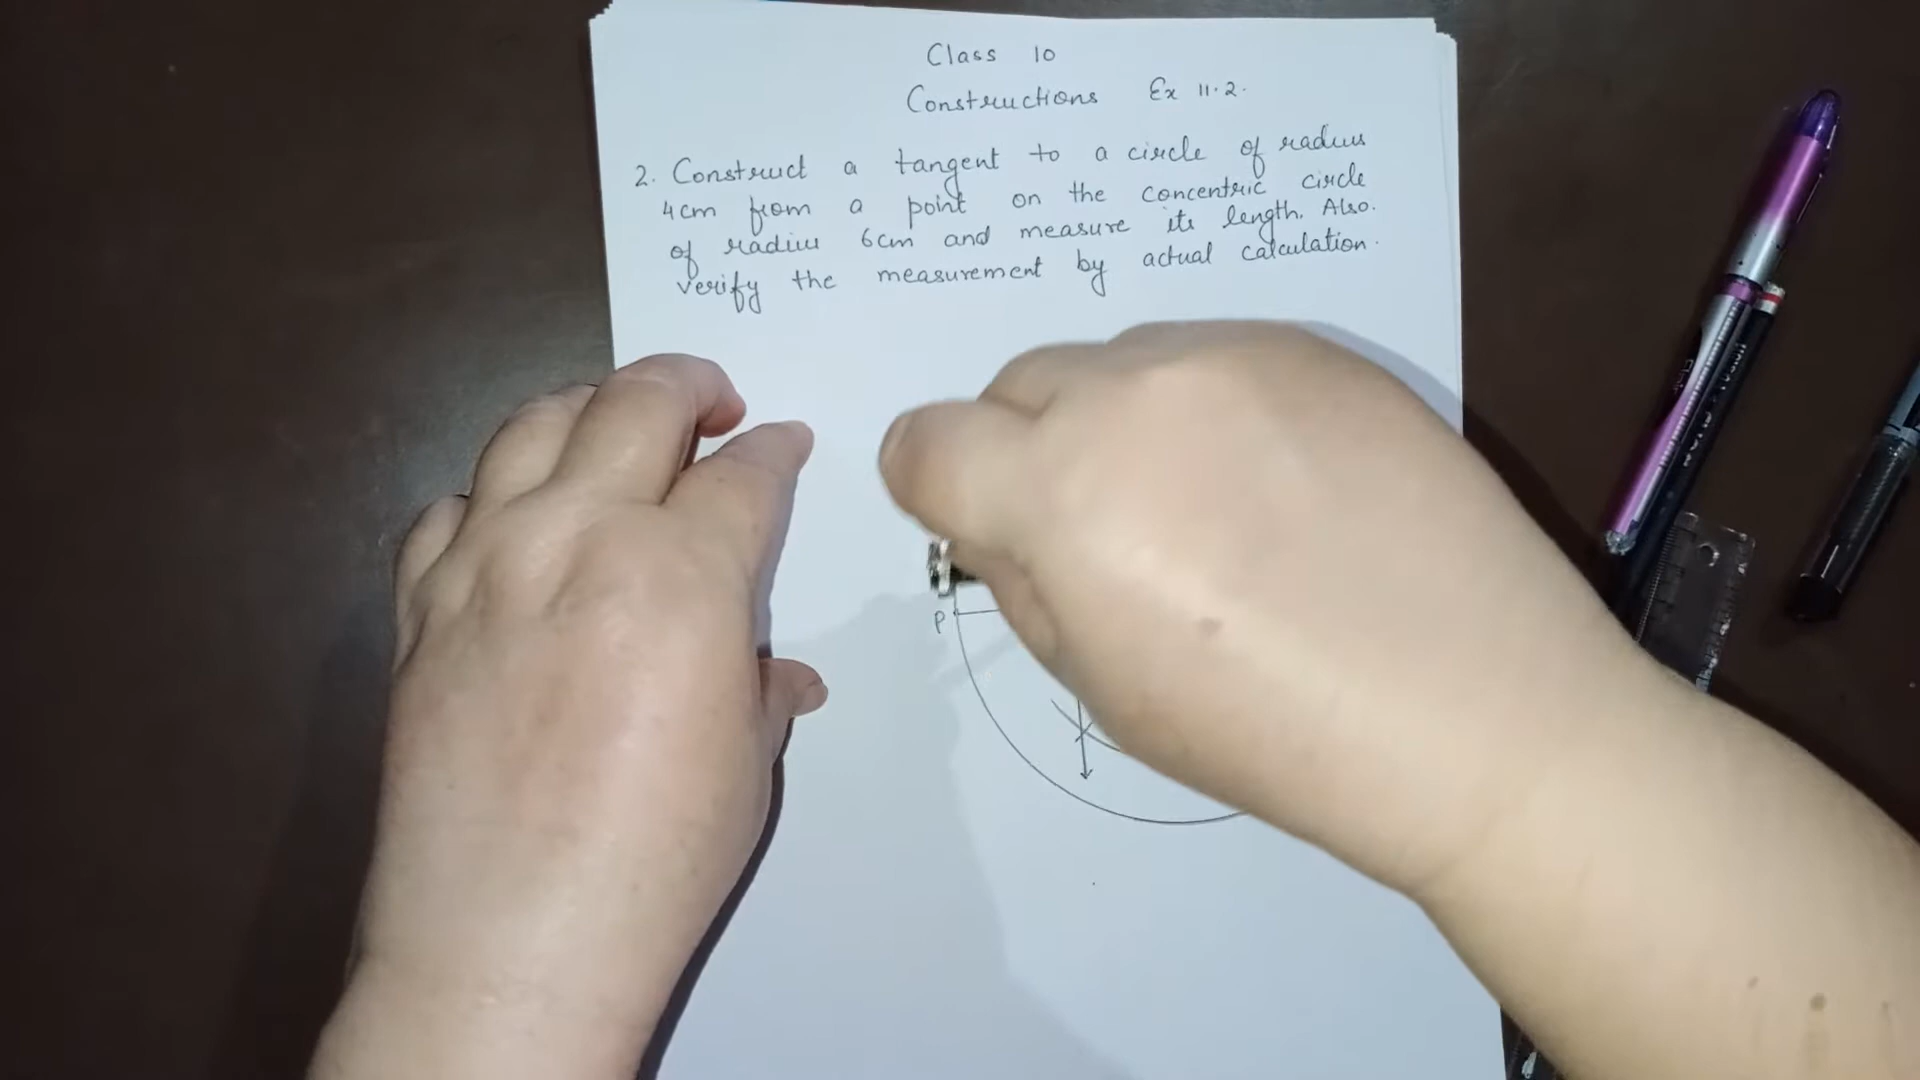 Class 10
Constructions Ex 11.2.
2. Construct a tangent to a circle of radius
4cm from a point on the concentric circle
of radius 6cm and measure its length. Also.
verify the measurement by actual calculation.
P